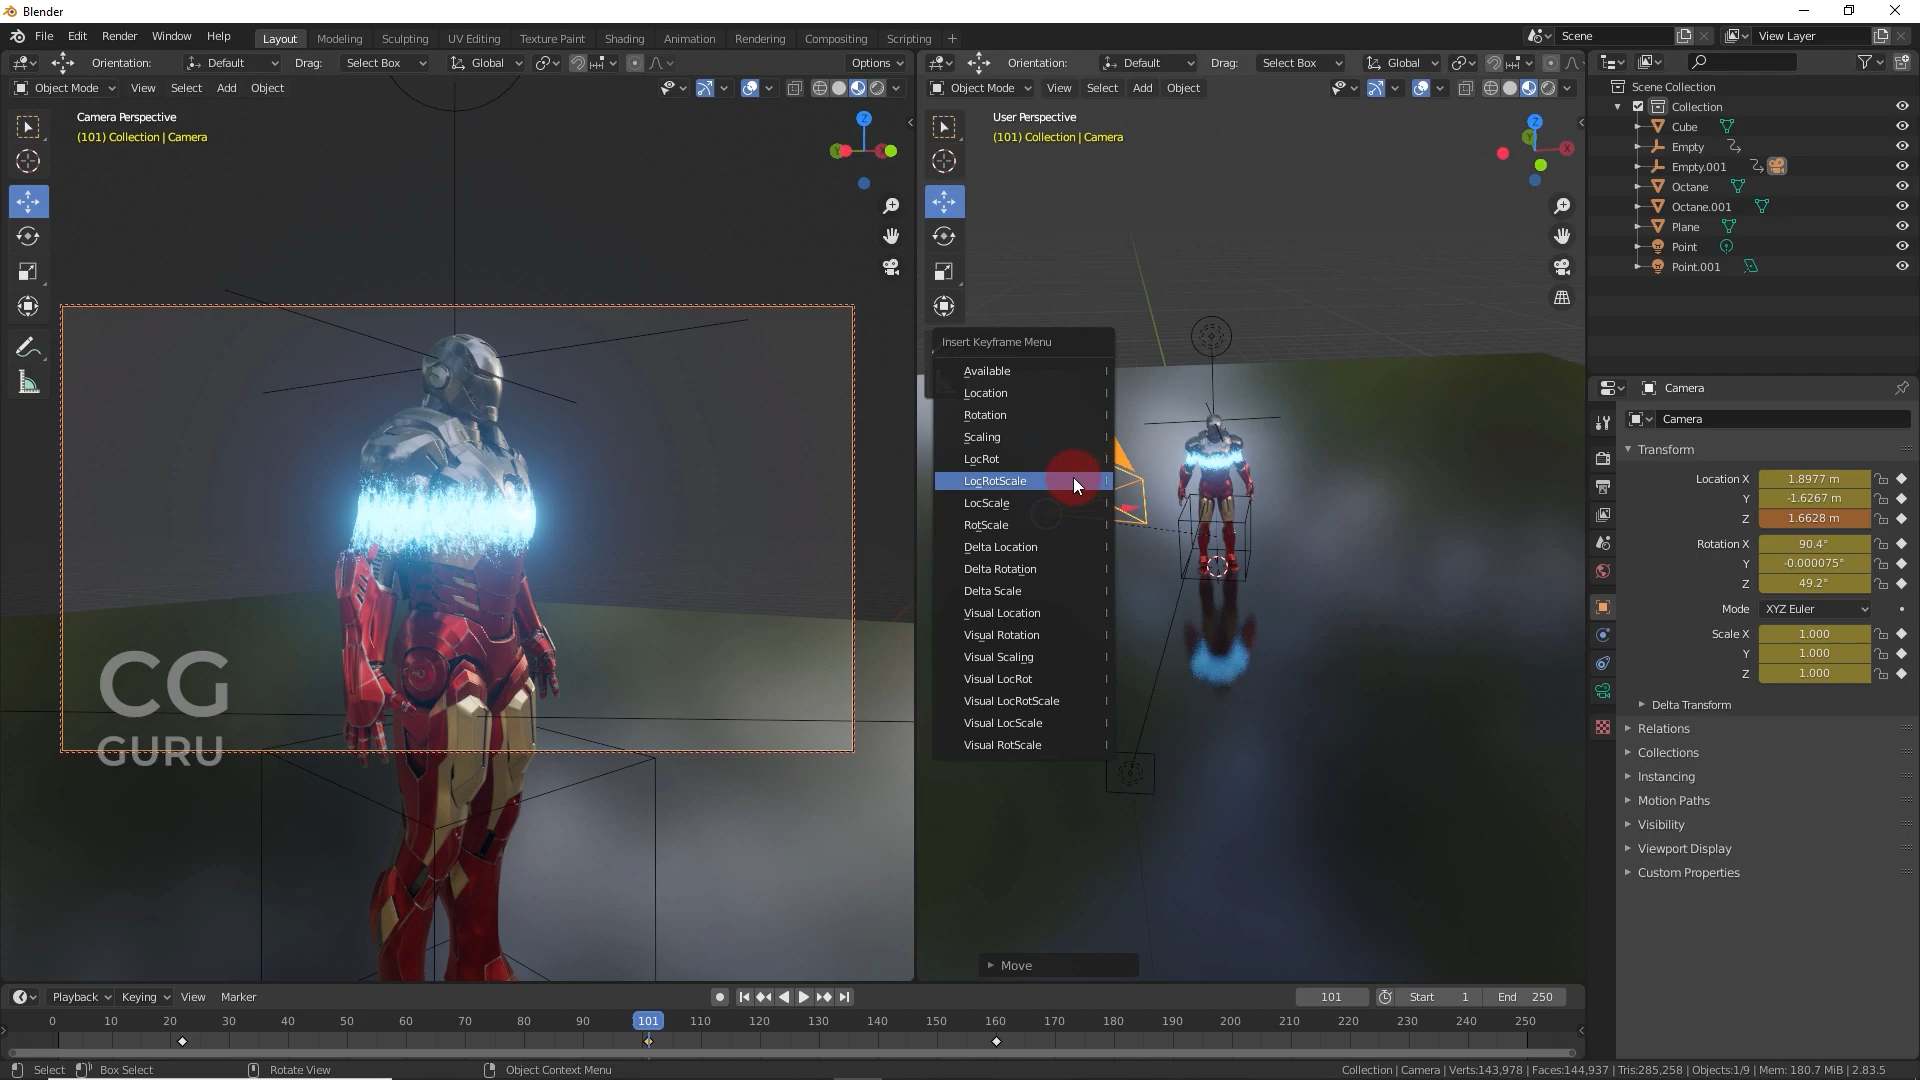 Blender
File Edit Render Window Help
Layout Modeling Sculpting UV Editing Texture Paint Shading Animation Rendering Compositing Scripting +
Scene
View Layer
Orientation: Default Drag: Select Box Global Options
Object Mode View Select Add Object
Camera Perspective
(101) Collection | Camera
Z
Y
CG
GURU
Orientation: Default Drag: Select Box Global
Object Mode View Select Add Object
User Perspective
(101) Collection | Camera
Z
Y
X
Insert Keyframe Menu
Available I
Location I
Rotation I
Scaling I
LocRot I
LocRotScale I
LocScale I
RotScale I
Delta Location I
Delta Rotation I
Delta Scale I
Visual Location I
Visual Rotation I
Visual Scaling I
Visual LocRot I
Visual LocRotScale I
Visual LocScale I
Visual RotScale I
Move
Scene Collection
Collection
Cube
Empty
Empty.001
Octane
Octane.001
Plane
Point
Point.001
Camera
Camera
Transform
Location X 1.8977 m
Y -1.6267 m
Z 1.6628 m
Rotation X 90.4°
Y -0.000075°
Z 49.2°
Mode XYZ Euler
Scale X 1.000
Y 1.000
Z 1.000
Delta Transform
Relations
Collections
Instancing
Motion Paths
Visibility
Viewport Display
Custom Properties
Playback Keying View Marker
101 Start 1 End 250
0 10 20 30 40 50 60 70 80 90 101 110 120 130 140 150 160 170 180 190 200 210 220 230 240 250
Select Box Select Rotate View Object Context Menu
Collection | Camera | Verts:143,978 | Faces:144,937 | Tris:285,258 | Objects:1/9 | Mem: 180.7 MiB | 2.83.5